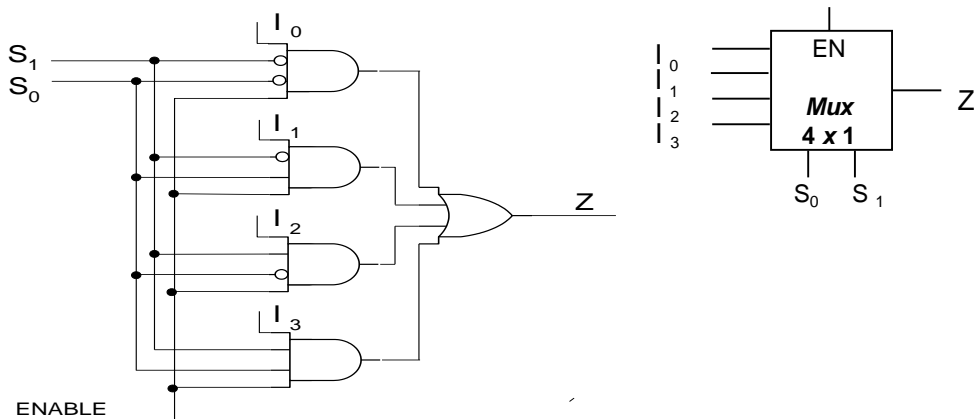 I₀
S₁
S₀
I₁
I₂
I₃
ENABLE
Z
EN
I₀
I₁
I₂
I₃
Mux
4 x 1
Z
S₀ S₁